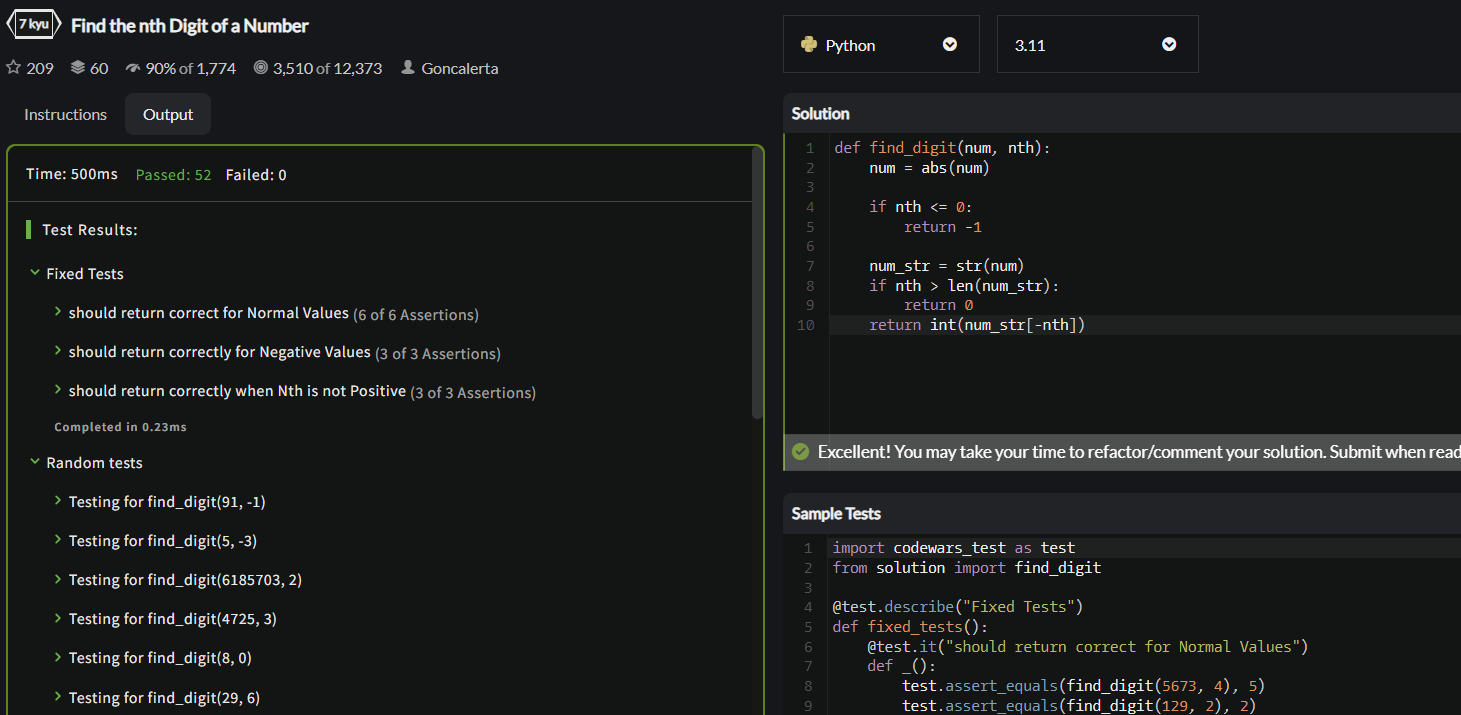 7 kyu Find the nth Digit of a Number
209 60 90% of 1,774 3,510 of 12,373 Goncalerta
Instructions Output
Time: 500ms Passed: 52 Failed: 0
Test Results:
Fixed Tests
should return correct for Normal Values (6 of 6 Assertions)
should return correctly for Negative Values (3 of 3 Assertions)
should return correctly when Nth is not Positive (3 of 3 Assertions)
Completed in 0.23ms
Random tests
Testing for find_digit(91, -1)
Testing for find_digit(5, -3)
Testing for find_digit(6185703, 2)
Testing for find_digit(4725, 3)
Testing for find_digit(8, 0)
Testing for find_digit(29, 6)
Python 3.11
Solution
1 def find_digit(num, nth):
2     num = abs(num)
3
4     if nth <= 0:
5         return -1
6
7     num_str = str(num)
8     if nth > len(num_str):
9         return 0
10     return int(num_str[-nth])
Excellent! You may take your time to refactor/comment your solution. Submit when read
Sample Tests
1 import codewars_test as test
2 from solution import find_digit
3
4 @test.describe("Fixed Tests")
5 def fixed_tests():
6     @test.it("should return correct for Normal Values")
7     def _():
8         test.assert_equals(find_digit(5673, 4), 5)
9         test.assert_equals(find_digit(129, 2), 2)